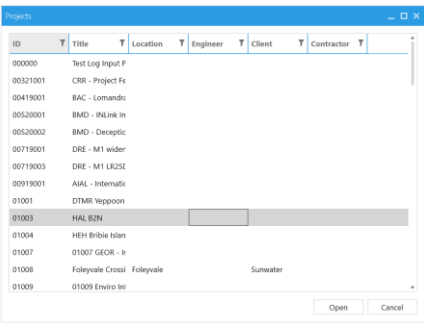 Projects
ID Title Location Engineer Client Contractor
000000 Test Log Input P
00321001 CRR - Project Fe
00419001 BAC - Lomandra
00520001 BMD - INLink In
00520002 BMD - Deceptic
00719001 DRE - M1 wider
00719003 DRE - M1 LR2SE
00919001 AIAL - Internatic
01001 DTMR Yeppoon
01003 HAL B2N
01004 HEH Bribie Islan
01007 01007 GEOR - In
01008 Foleyvale Crossi Foleyvale Sunwater
01009 01009 Enviro Int
Open Cancel